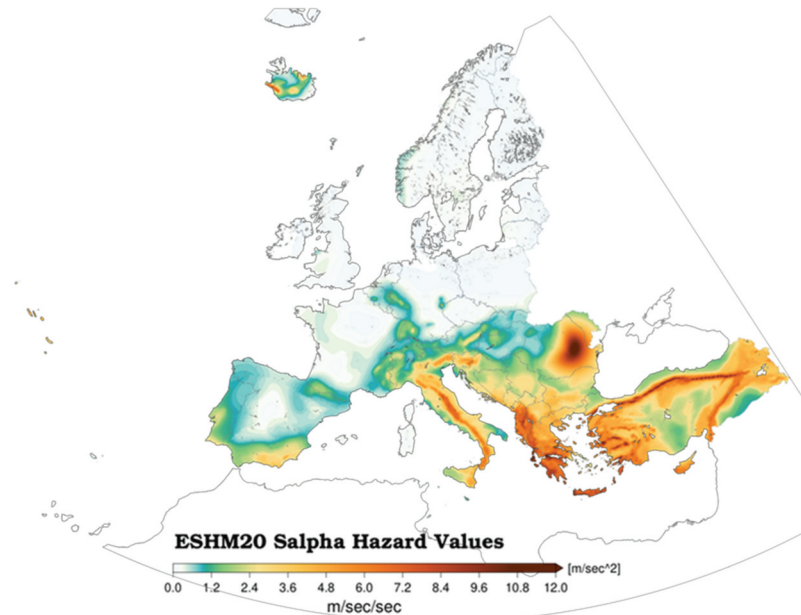 ESHM20 Salpha Hazard Values
[m/sec^2]
0.0 1.2 2.4 3.6 4.8 6.0 7.2 8.4 9.6 10.8 12.0
m/sec/sec